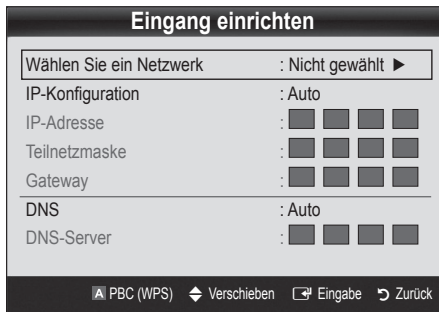 Eingang einrichten
Wählen Sie ein Netzwerk : Nicht gewählt ►
IP-Konfiguration : Auto
IP-Adresse :
Teilnetzmaske :
Gateway :
DNS : Auto
DNS-Server :
A PBC (WPS) Verschieben Eingabe Zurück